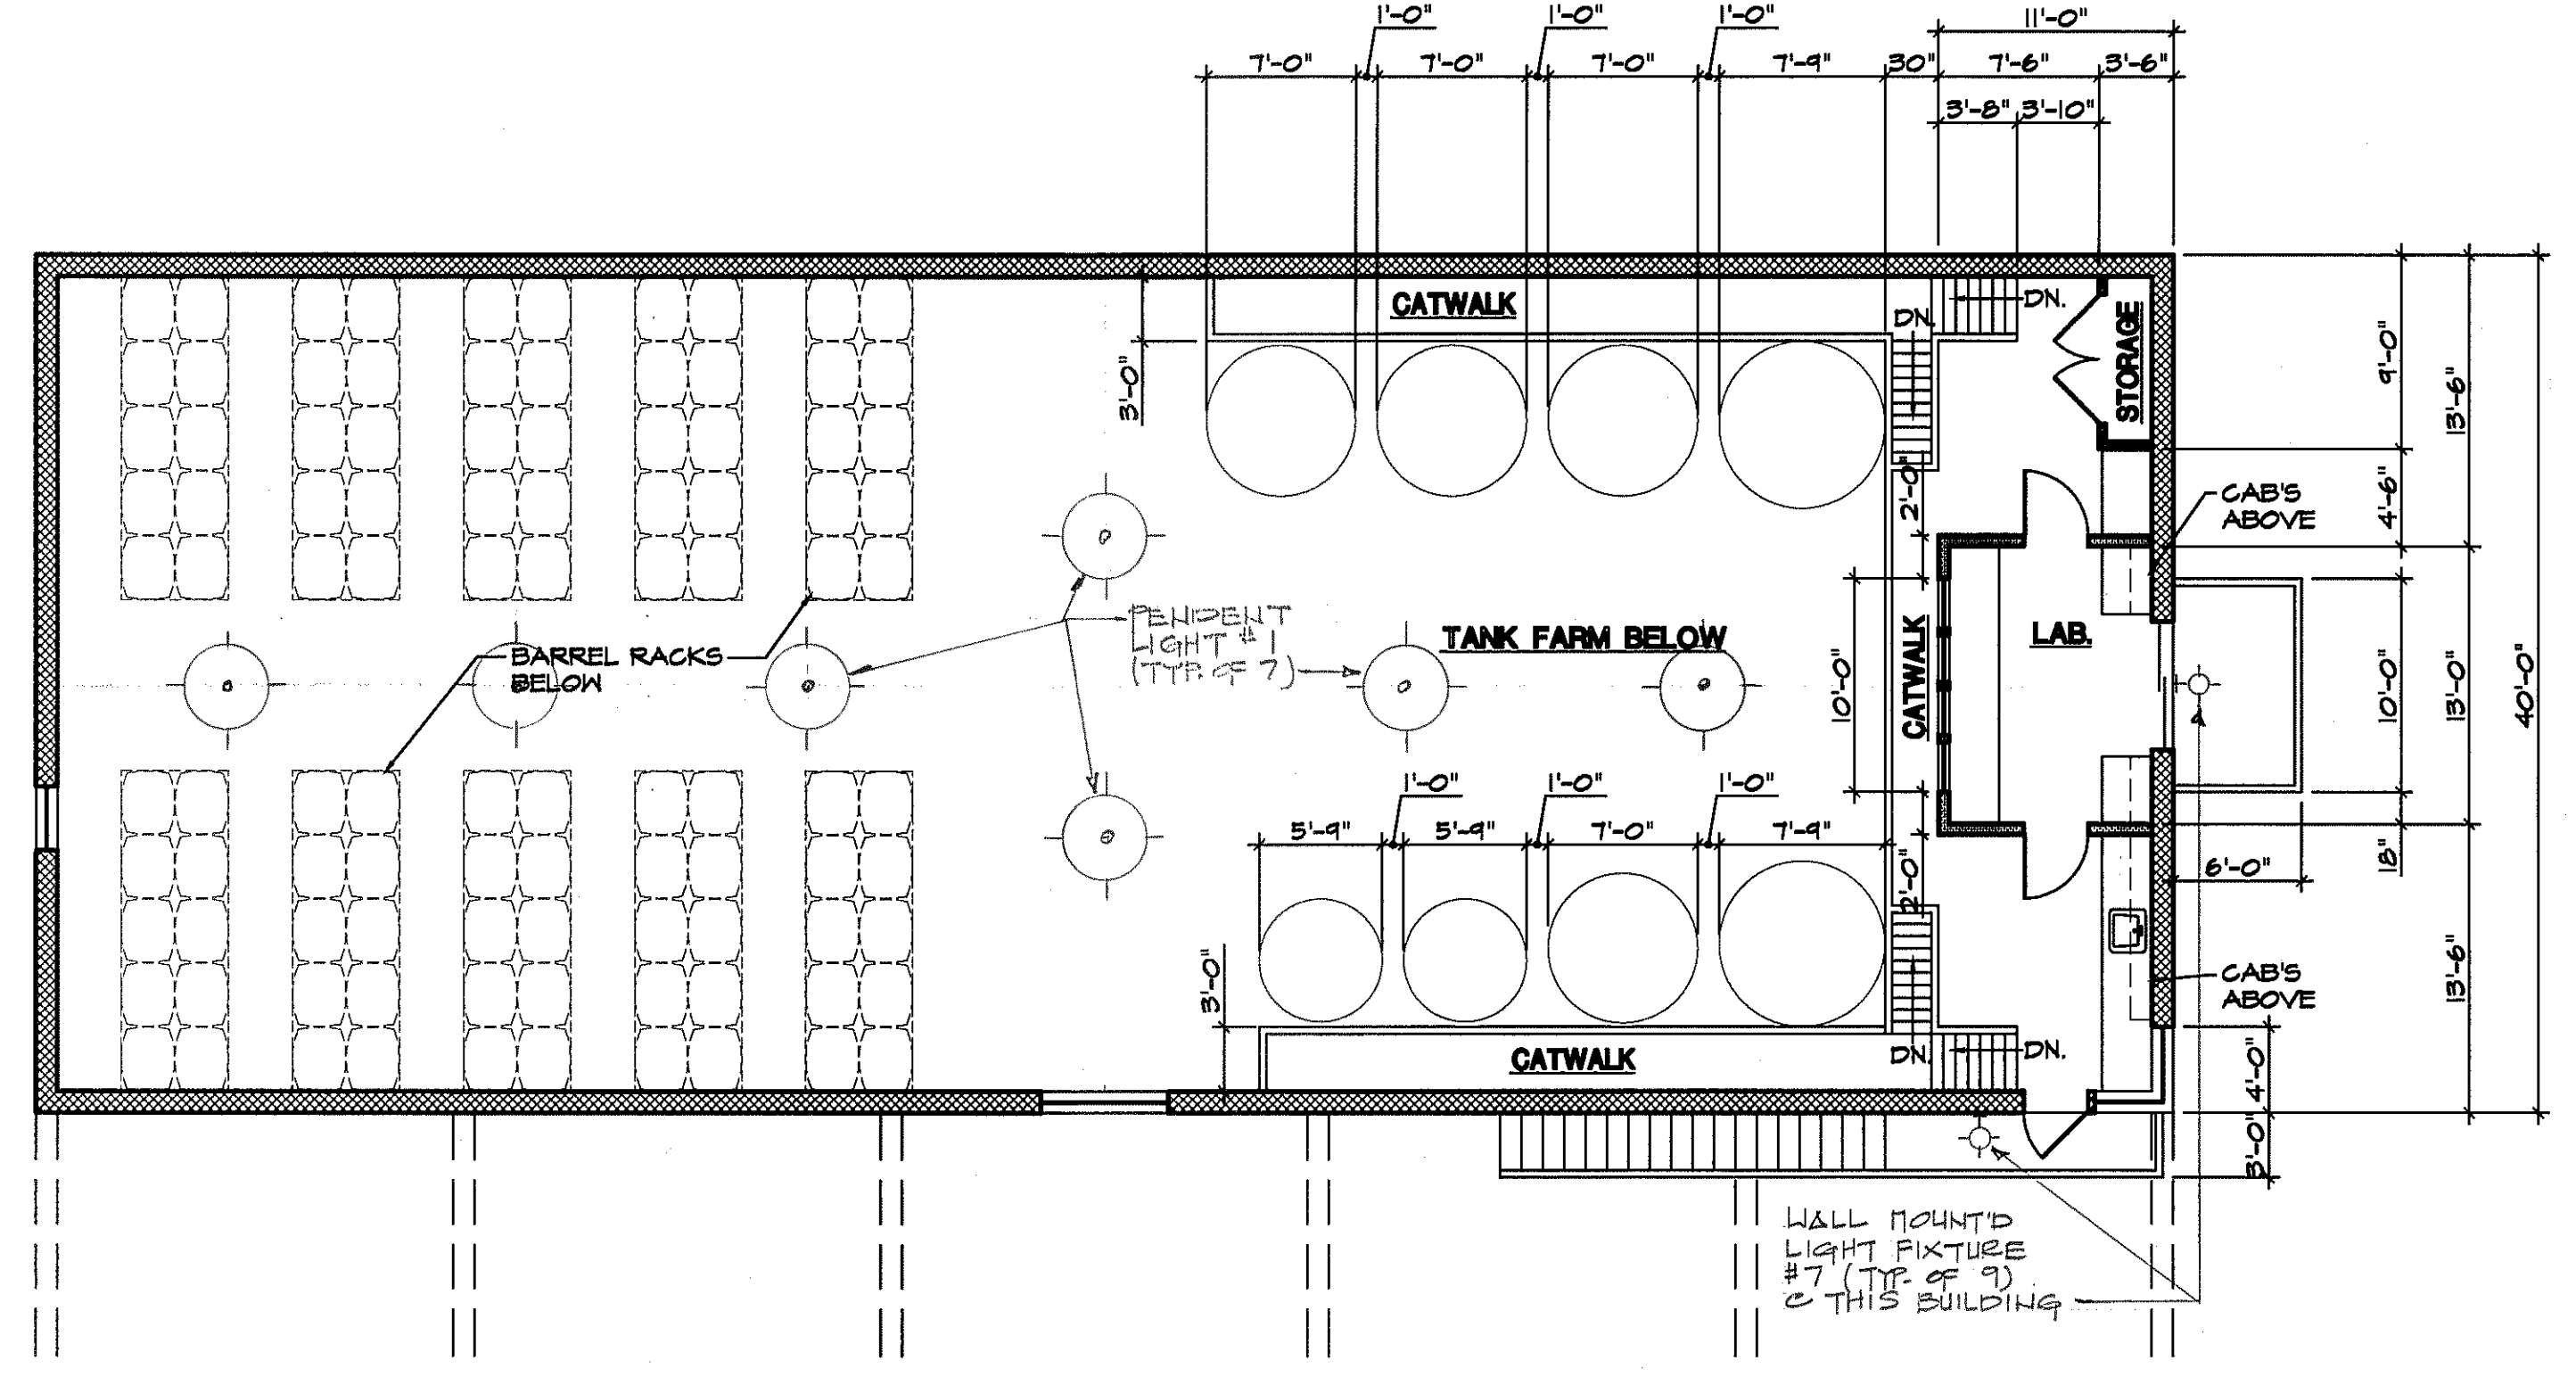 1'-0" 1'-0" 1'-0" 11'-0"
7'-0" 7'-0" 7'-0" 7'-9" 30" 7'-6" 3'-6"
3'-8" 3'-10"
CATWALK
DN.
DN.
STORAGE
3'-0"
9'-0"
13'-6"
2'-0"
4'-6"
CAB'S
ABOVE
PENDENT
LIGHT #1
(TYP. OF 7)
BARREL RACKS
BELOW
TANK FARM BELOW
10'-0"
CATWALK
LAB.
10'-0"
13'-0"
40'-0"
1'-0" 1'-0" 1'-0"
5'-9" 5'-9" 7'-0" 7'-9"
2'-0"
18"
6'-0"
3'-0"
CAB'S
ABOVE
13'-6"
CATWALK
DN.
DN.
4'-0"
3'-0"
WALL MOUNT'D
LIGHT FIXTURE
#7 (TYP. OF 9)
@ THIS BUILDING